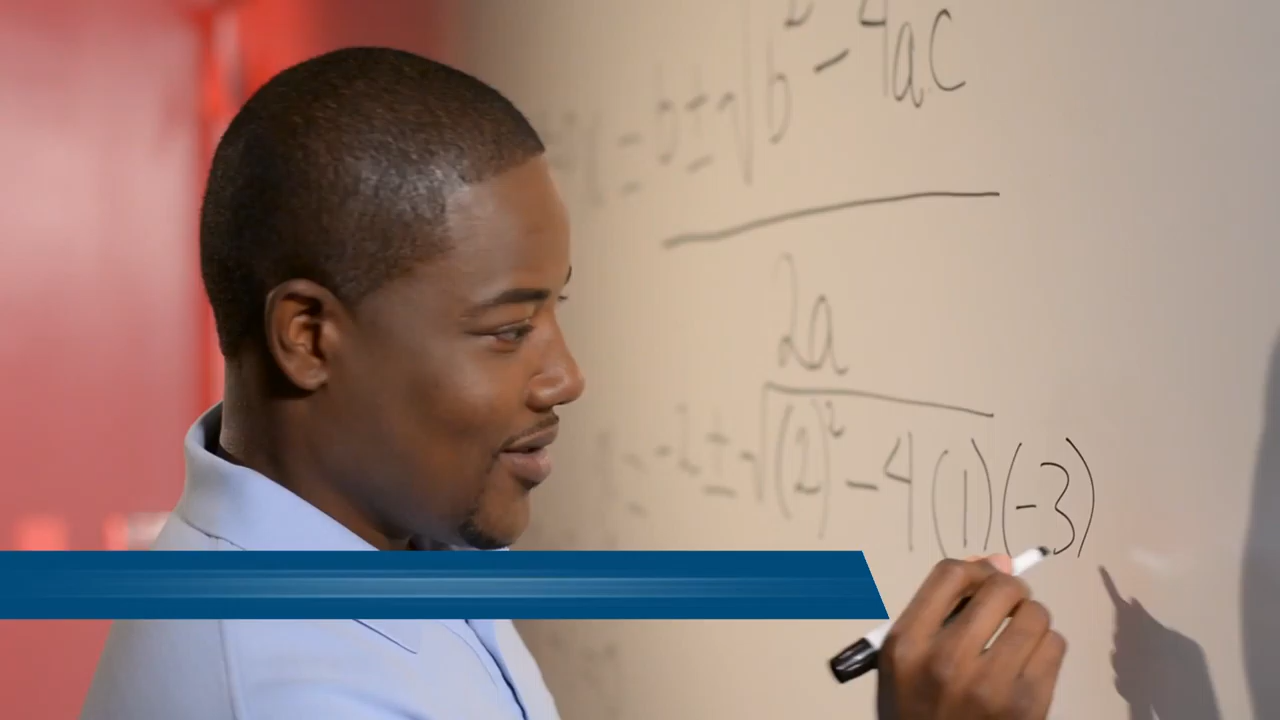 x = b ± √b² - 4ac
2a
= -2 ± √(2)² - 4(1)(-3)